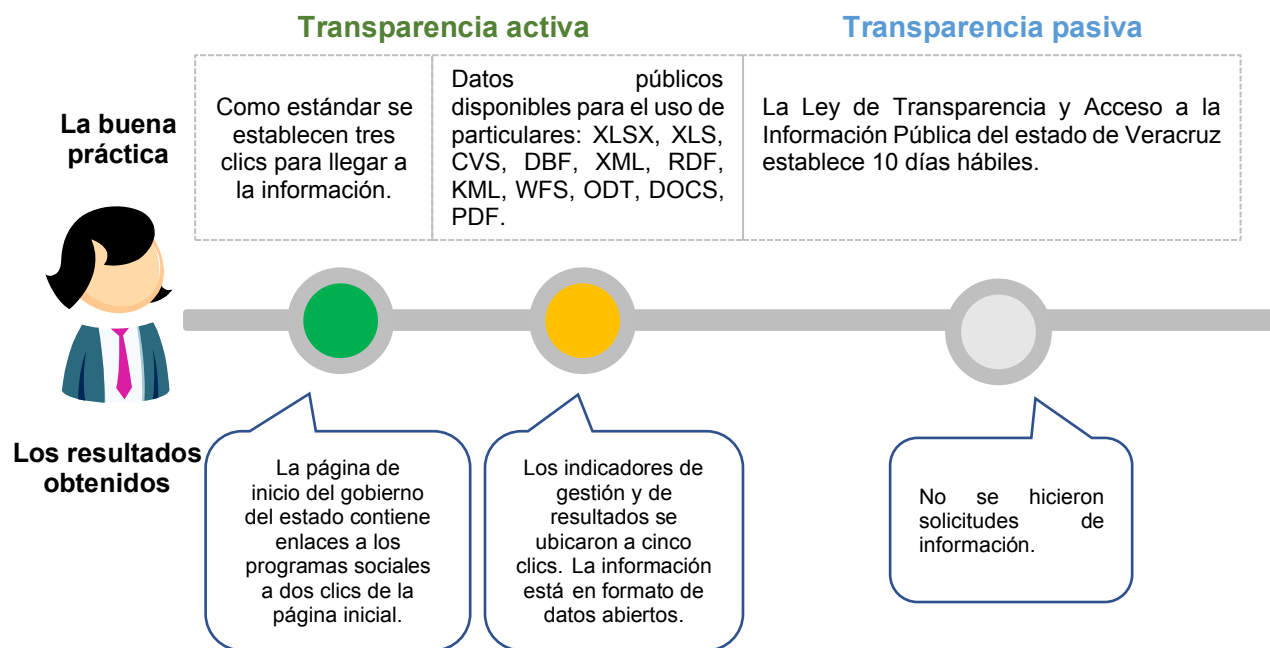 Transparencia activa
Transparencia pasiva
La buena
práctica
Como estándar se
establecen tres
clics para llegar a
la información.
Datos públicos
disponibles para el uso de
particulares: XLSX, XLS,
CVS, DBF, XML, RDF,
KML, WFS, ODT, DOCS,
PDF.
La Ley de Transparencia y Acceso a la
Información Pública del estado de Veracruz
establece 10 días hábiles.
Los resultados
obtenidos
La página de
inicio del gobierno
del estado contiene
enlaces a los
programas sociales
a dos clics de la
página inicial.
Los indicadores de
gestión y de
resultados se
ubicaron a cinco
clics. La información
está en formato de
datos abiertos.
No se hicieron
solicitudes de
información.